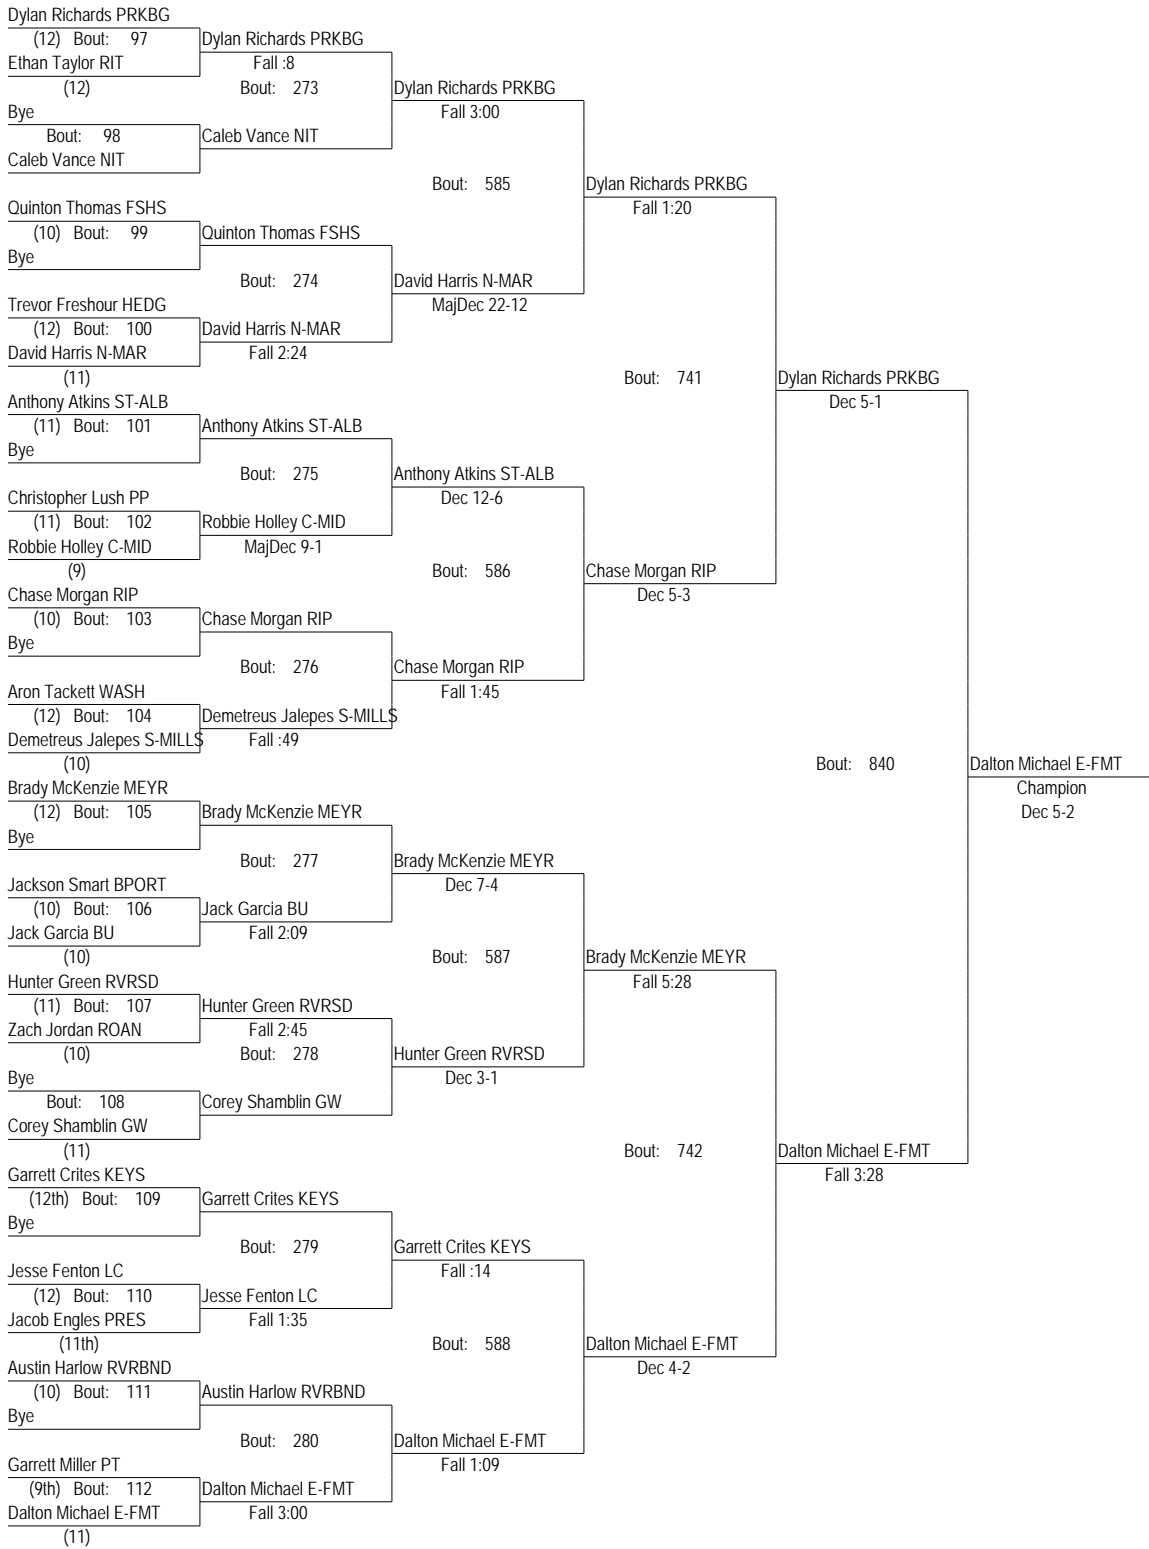 Dylan Richards PRKBG
(12) Bout: 97
Dylan Richards PRKBG
Ethan Taylor RIT
Fall :8
(12)
Bout: 273
Dylan Richards PRKBG
Bye
Fall 3:00
Bout: 98
Caleb Vance NIT
Caleb Vance NIT
Bout: 585
Dylan Richards PRKBG
Quinton Thomas FSHS
Fall 1:20
(10) Bout: 99
Quinton Thomas FSHS
Bye
Bout: 274
David Harris N-MAR
Trevor Freshour HEDG
MajDec 22-12
(12) Bout: 100
David Harris N-MAR
David Harris N-MAR
Fall 2:24
(11)
Bout: 741
Dylan Richards PRKBG
Anthony Atkins ST-ALB
Dec 5-1
(11) Bout: 101
Anthony Atkins ST-ALB
Bye
Bout: 275
Anthony Atkins ST-ALB
Christopher Lush PP
Dec 12-6
(11) Bout: 102
Robbie Holley C-MID
Robbie Holley C-MID
MajDec 9-1
(9)
Bout: 586
Chase Morgan RIP
Chase Morgan RIP
Dec 5-3
(10) Bout: 103
Chase Morgan RIP
Bye
Bout: 276
Chase Morgan RIP
Aron Tackett WASH
Fall 1:45
(12) Bout: 104
Demetreus Jalepes S-MILLS
Demetreus Jalepes S-MILLS
Fall :49
(10)
Bout: 840
Dalton Michael E-FMT
Brady McKenzie MEYR
Champion
(12) Bout: 105
Brady McKenzie MEYR
Dec 5-2
Bye
Bout: 277
Brady McKenzie MEYR
Jackson Smart BPORT
Dec 7-4
(10) Bout: 106
Jack Garcia BU
Jack Garcia BU
Fall 2:09
(10)
Bout: 587
Brady McKenzie MEYR
Hunter Green RVRSD
Fall 5:28
(11) Bout: 107
Hunter Green RVRSD
Zach Jordan ROAN
Fall 2:45
(10)
Bout: 278
Hunter Green RVRSD
Bye
Dec 3-1
Bout: 108
Corey Shamblin GW
Corey Shamblin GW
(11)
Bout: 742
Dalton Michael E-FMT
Garrett Crites KEYS
Fall 3:28
(12th) Bout: 109
Garrett Crites KEYS
Bye
Bout: 279
Garrett Crites KEYS
Jesse Fenton LC
Fall :14
(12) Bout: 110
Jesse Fenton LC
Jacob Engles PRES
Fall 1:35
(11th)
Bout: 588
Dalton Michael E-FMT
Austin Harlow RVRBND
Dec 4-2
(10) Bout: 111
Austin Harlow RVRBND
Bye
Bout: 280
Dalton Michael E-FMT
Garrett Miller PT
Fall 1:09
(9th) Bout: 112
Dalton Michael E-FMT
Dalton Michael E-FMT
Fall 3:00
(11)